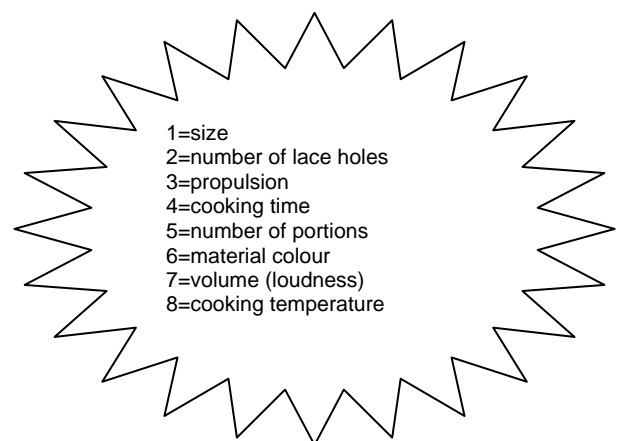 1=size
2=number of lace holes
3=propulsion
4=cooking time
5=number of portions
6=material colour
7=volume (loudness)
8=cooking temperature